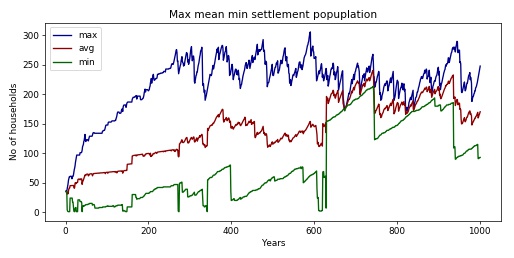 Max mean min settlement popuplation
max
avg
min
No of households
300
250
200
150
100
50
0
0 200 400 600 800 1000
Years